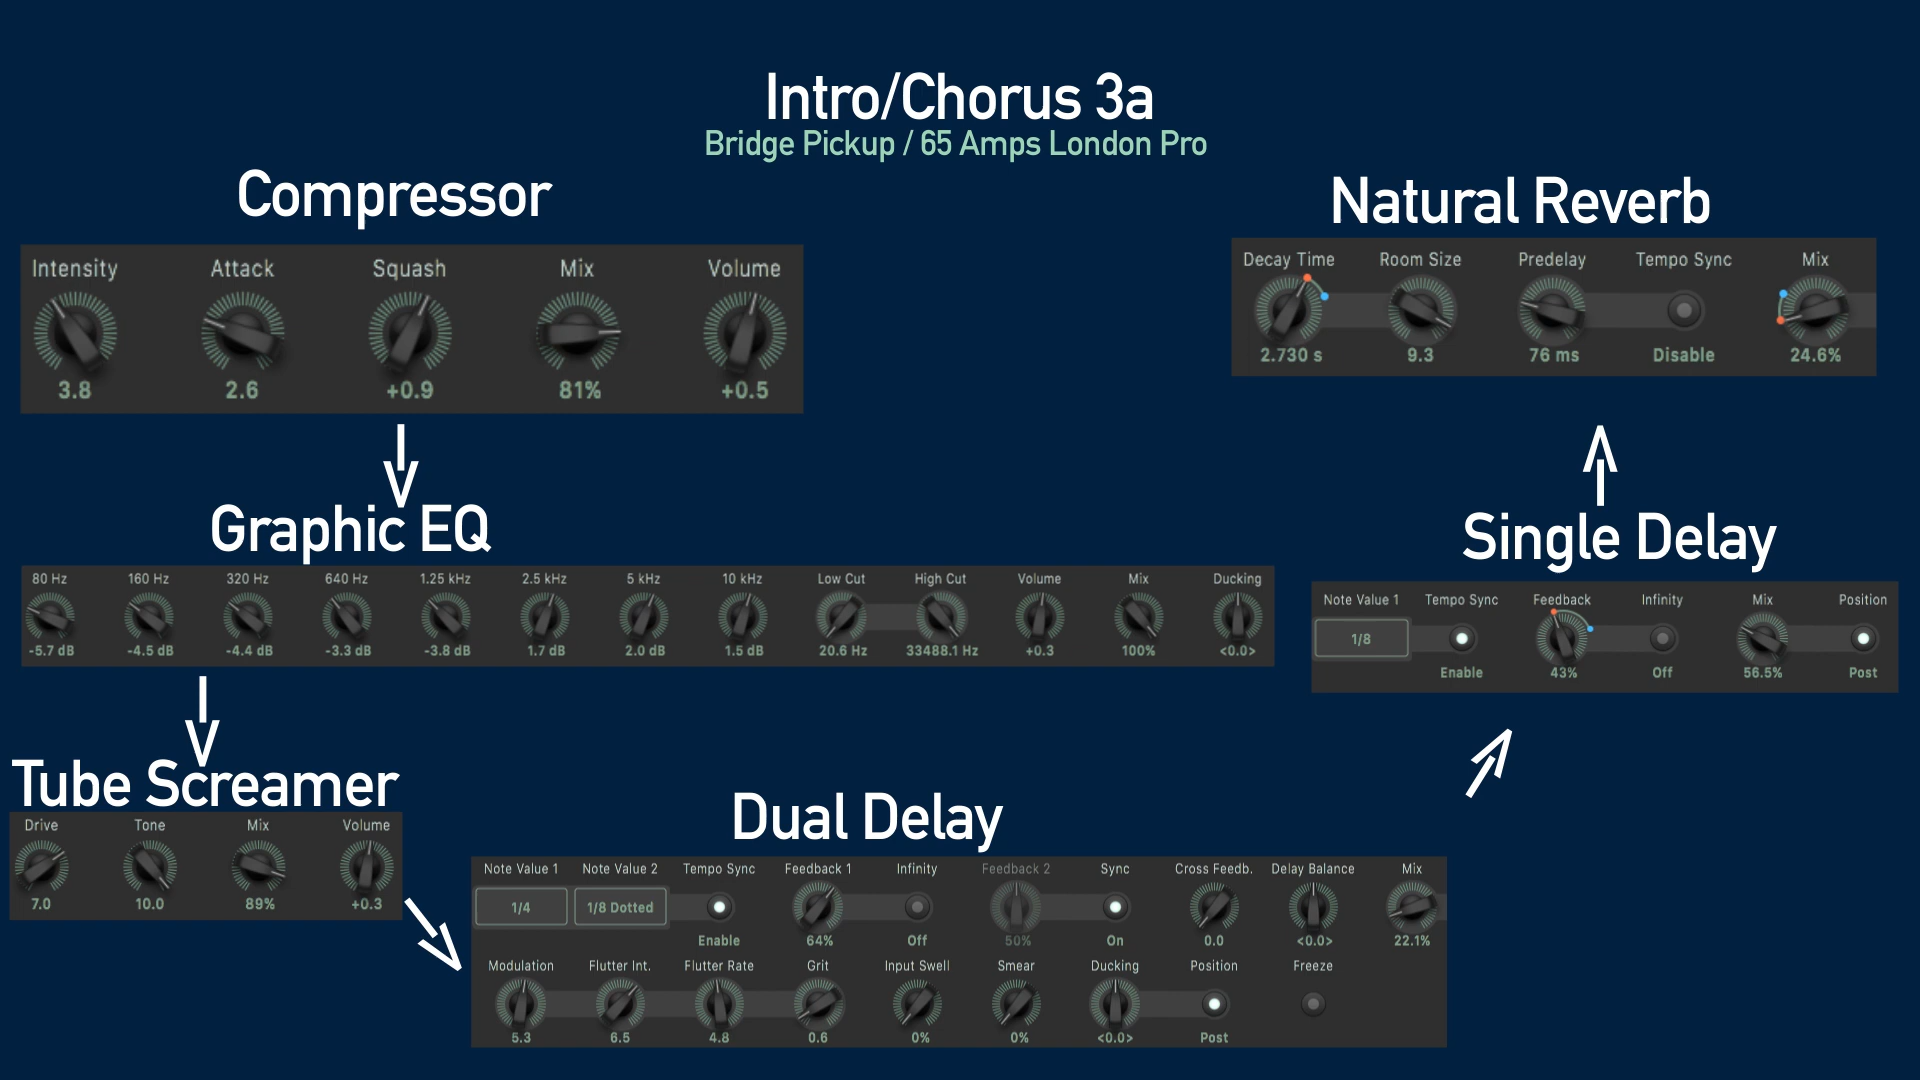 Intro/Chorus 3a
Bridge Pickup / 65 Amps London Pro
Compressor
Intensity Attack Squash Mix Volume
3.8 2.6 +0.9 81% +0.5
Graphic EQ
80 Hz 160 Hz 320 Hz 640 Hz 1.25 kHz 2.5 kHz 5 kHz 10 kHz Low Cut High Cut Volume Mix Ducking
-5.7 dB -4.5 dB -4.4 dB -3.3 dB -3.8 dB 1.7 dB 2.0 dB 1.5 dB 20.6 Hz 33488.1 Hz +0.3 100% <0.0>
Tube Screamer
Drive Tone Mix Volume
7.0 10.0 89% +0.3
Dual Delay
Note Value 1 Note Value 2 Tempo Sync Feedback 1 Infinity Feedback 2 Sync Cross Feedb. Delay Balance Mix
1/4 1/8 Dotted
Enable 64% Off 50% On 0.0 <0.0> 22.1%
Modulation Flutter Int. Flutter Rate Grit Input Swell Smear Ducking Position Freeze
5.3 6.5 4.8 0.6 0% 0% <0.0> Post
Single Delay
Note Value 1 Tempo Sync Feedback Infinity Mix Position
1/8
Enable 43% Off 56.5% Post
Natural Reverb
Decay Time Room Size Predelay Tempo Sync Mix
2.730 s 9.3 76 ms Disable 24.6%